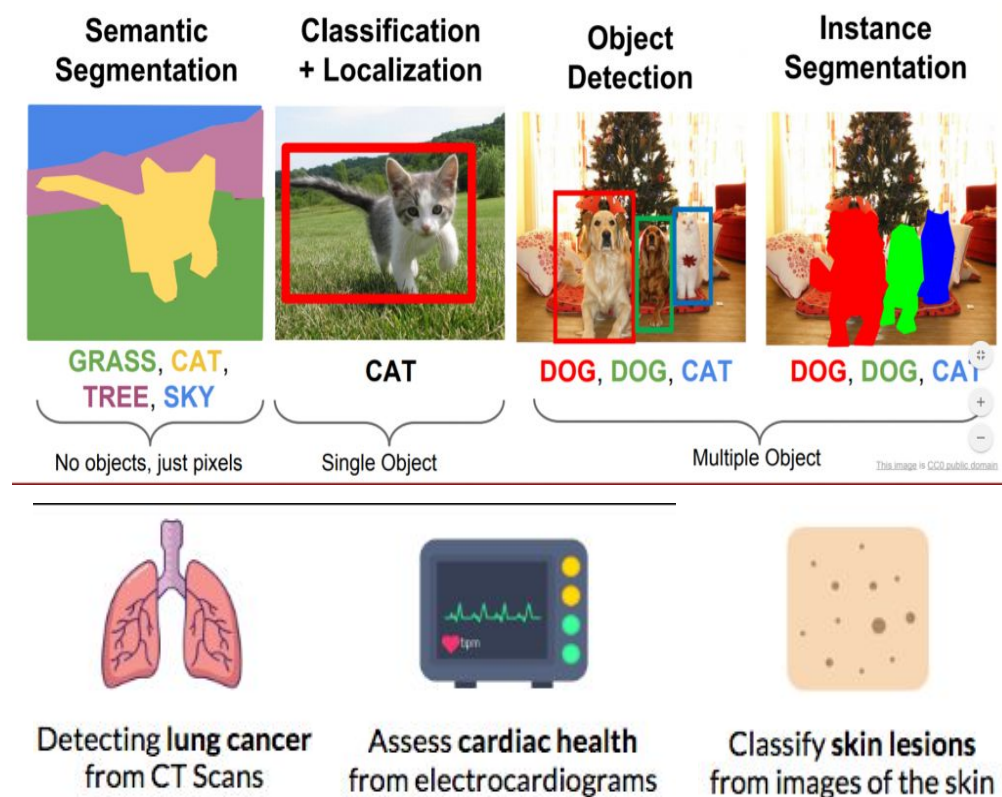 Semantic
Segmentation
Classification
+ Localization
Object
Detection
Instance
Segmentation
GRASS, CAT,
TREE, SKY
CAT
DOG, DOG, CAT
DOG, DOG, CAT
No objects, just pixels
Single Object
Multiple Object
This image is CC0 public domain
bpm
Detecting lung cancer
from CT Scans
Assess cardiac health
from electrocardiograms
Classify skin lesions
from images of the skin